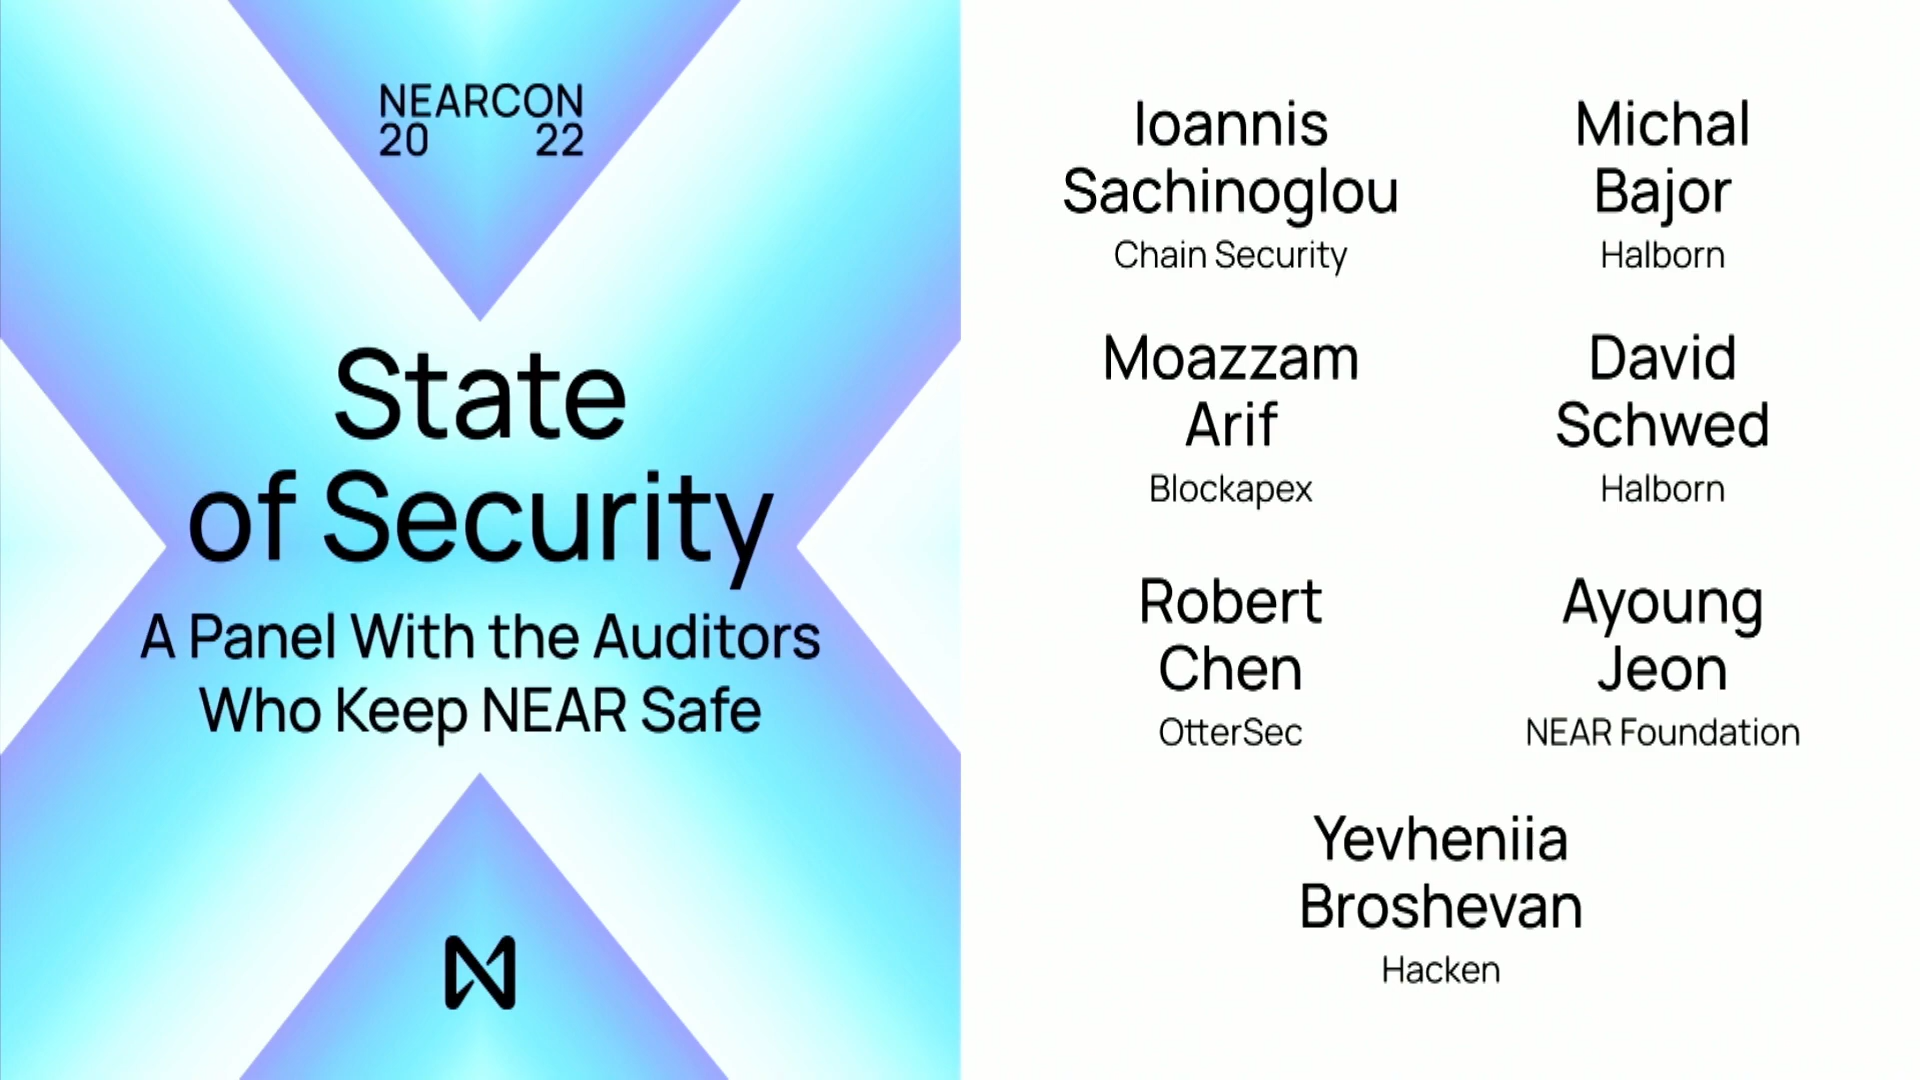 NEARCON
20 22
State
of Security
A Panel With the Auditors
Who Keep NEAR Safe
Ioannis
Sachinoglou
Chain Security
Michal
Bajor
Halborn
Moazzam
Arif
Blockapex
David
Schwed
Halborn
Robert
Chen
OtterSec
Ayoung
Jeon
NEAR Foundation
Yevheniia
Broshevan
Hacken